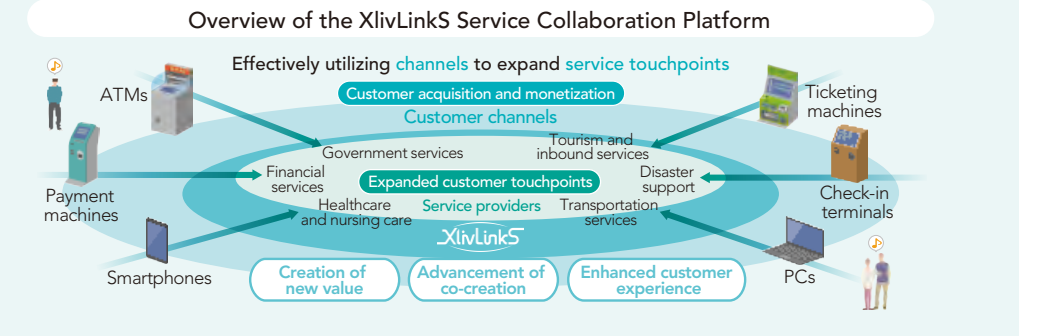 Overview of the XlivLinkS Service Collaboration Platform
Effectively utilizing channels to expand service touchpoints
Customer acquisition and monetization
Customer channels
ATMs
Ticketing
machines
Government services
Tourism and
inbound services
Financial
services
Expanded customer touchpoints
Disaster
support
Payment
machines
Check-in
terminals
Healthcare
and nursing care
Service providers
Transportation
services
XlivLinkS
Smartphones
PCs
Creation of
new value
Advancement of
co-creation
Enhanced customer
experience